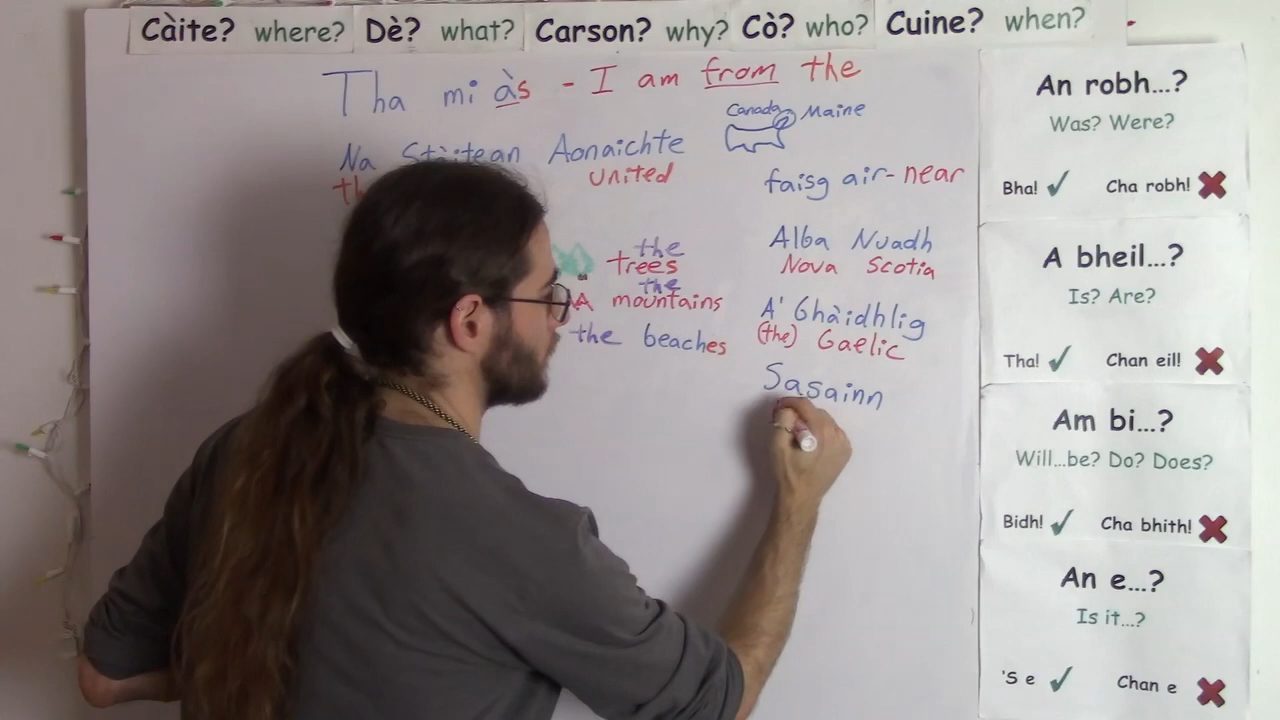 Càite? where? Dè? what? Carson? why? Cò? who? Cuine? when?
Tha mi às - I am from the
Na Stàitean Aonaichte
th
united
Canada
Maine
faisg air - near
Alba Nuadh
Nova Scotia
the
trees
the
mountains
the beaches
A' Ghàidhlig
(the) Gaelic
Sasainn
An robh...?
Was? Were?
Bha! ✓ Cha robh! ✗
A bheil...?
Is? Are?
Tha! ✓ Chan eil! ✗
Am bi...?
Will...be? Do? Does?
Bidh! ✓ Cha bhith! ✗
An e...?
Is it...?
'S e ✓ Chan e ✗